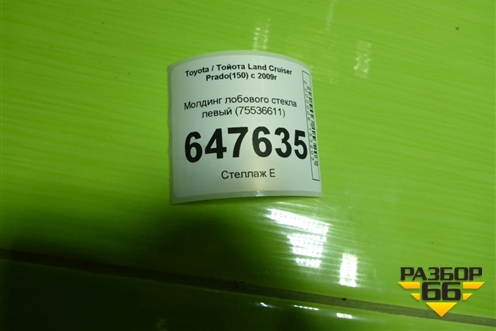 Toyota / Тойота Land Cruiser
Prado(150) с 2009г
Молдинг лобового стекла
левый (75536611)
647635
Стеллаж Е
РАЗБОР
66